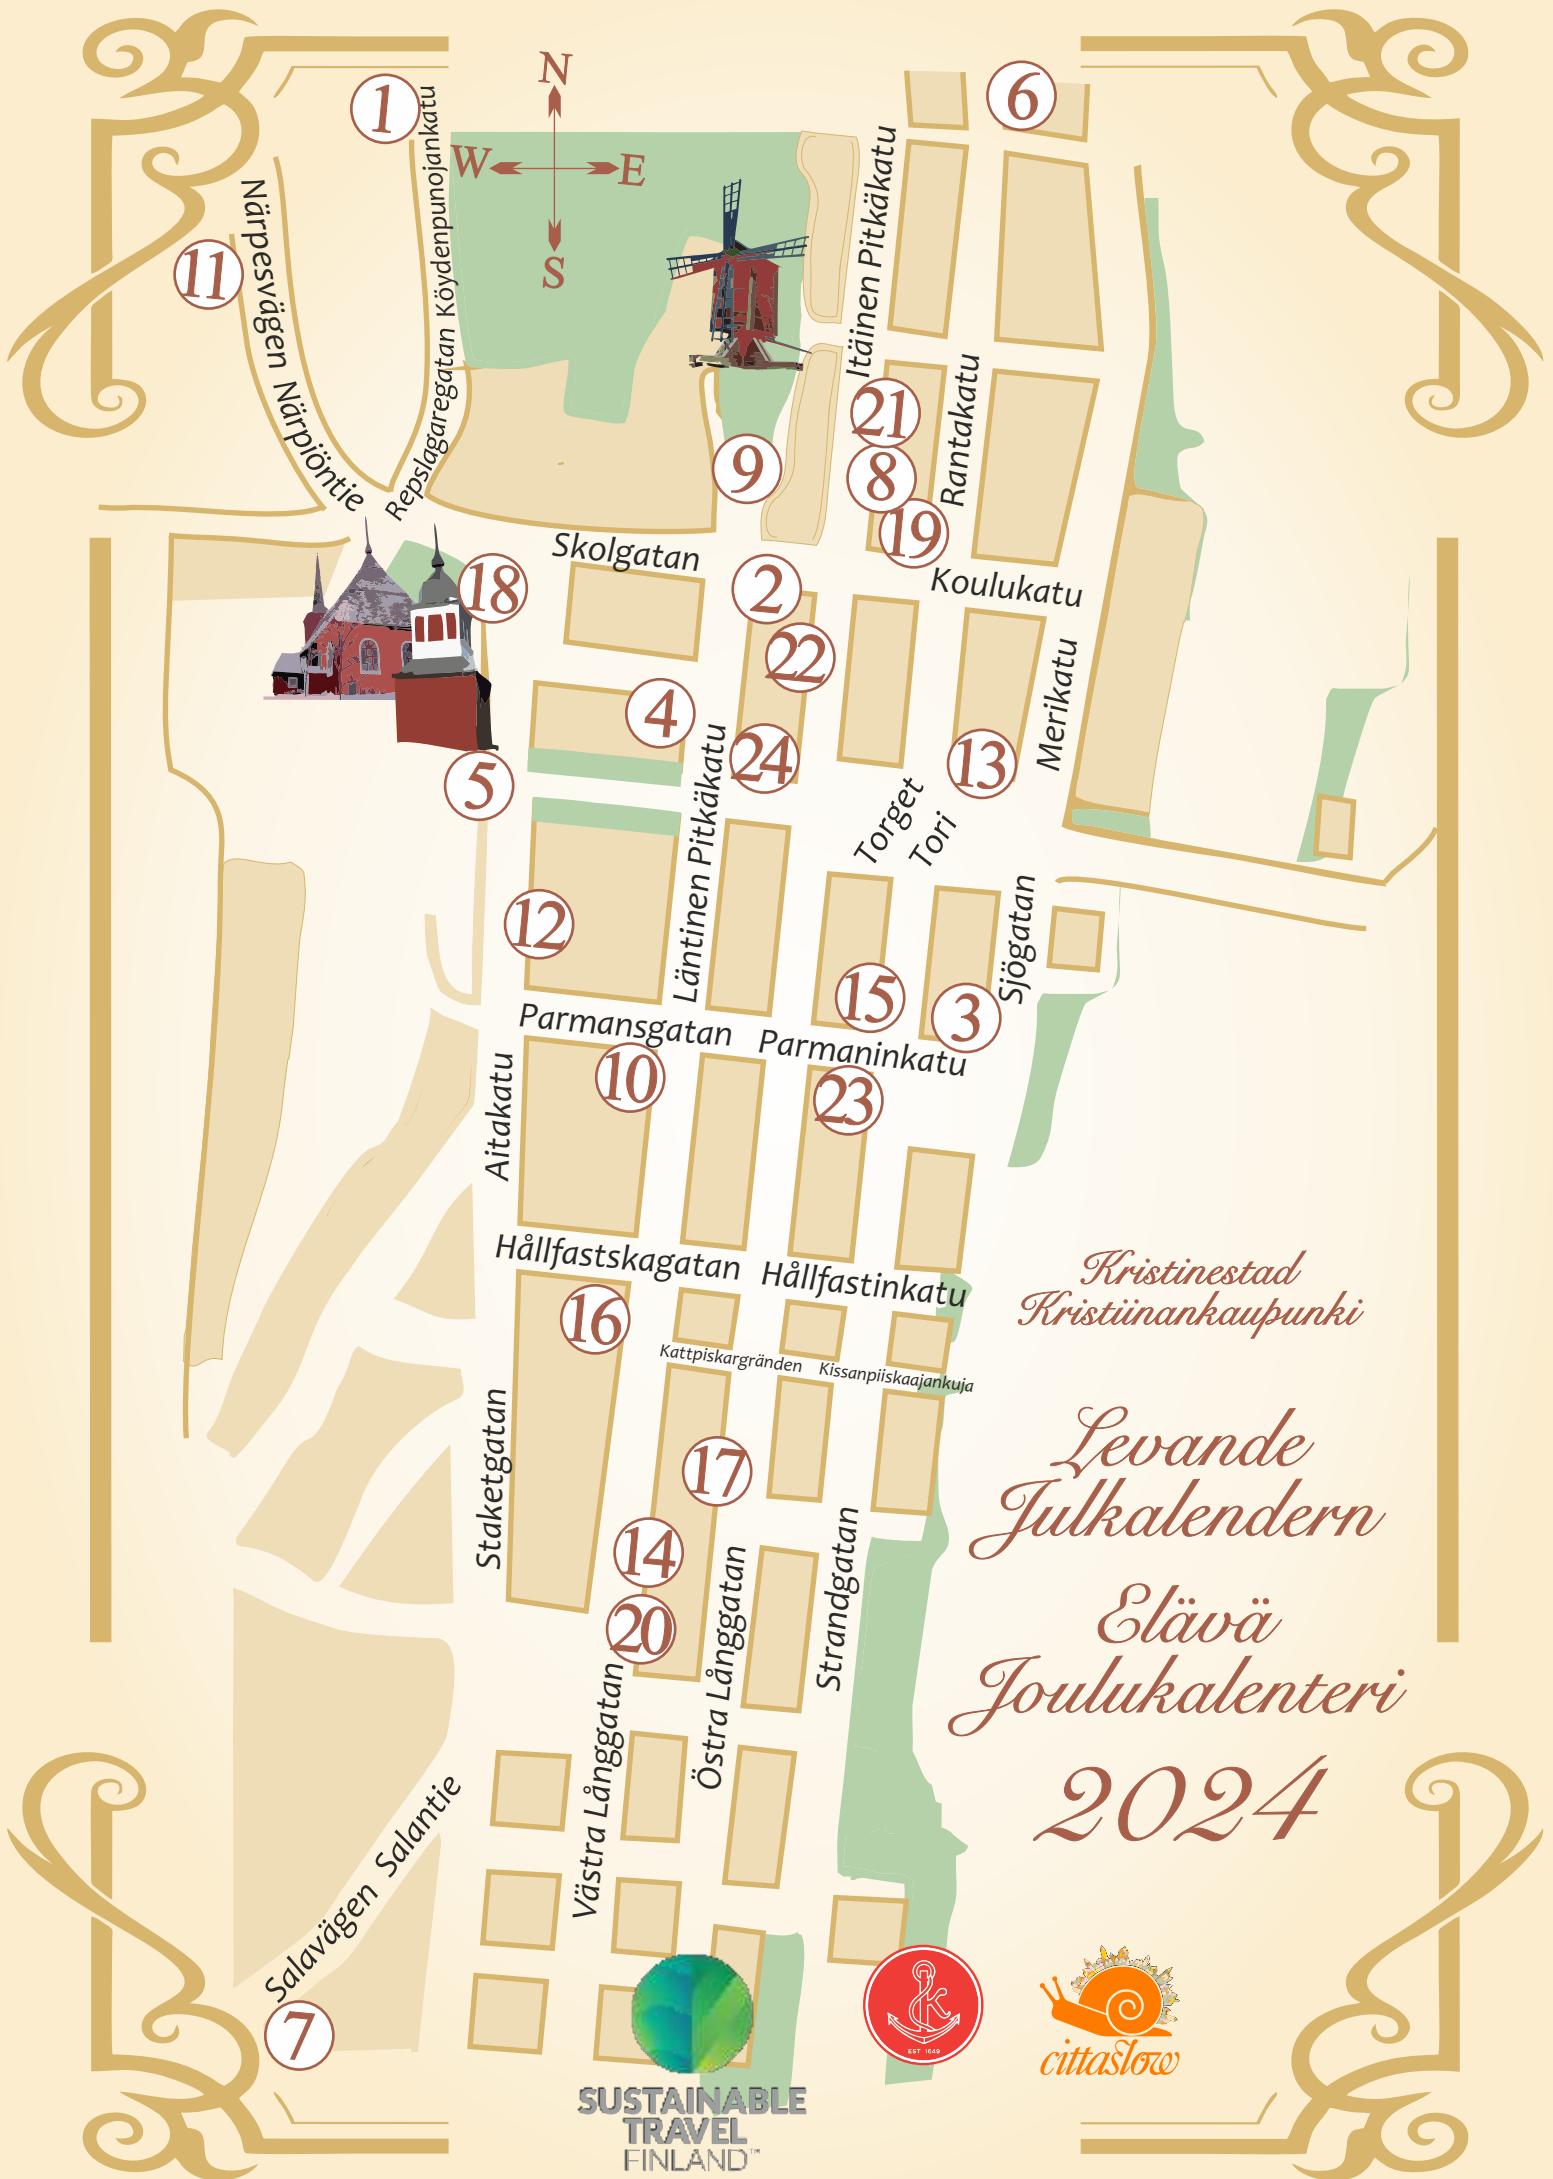 N
W
E
S
1
6
11
Närpesvägen Närpiöntie
Repslagaregatan Köydenpunojankatu
Itäinen Pitkäkatu
21
8
19
9
Rantakatu
Skolgatan
Koulukatu
18
2
22
4
24
13
5
Merikatu
Läntinen Pitkäkatu
Torget
Tori
12
15
3
Sjögatan
Parmansgatan Parmaninkatu
10
23
Aitakatu
Hållfastskagatan Hållfastinkatu
16
Kattpiskargränden Kissanpiiskaajankuja
Staketgatan
17
14
20
Östra Långgatan
Strandgatan
Västra Långgatan
Salavägen Salantie
7
Kristinestad
Kristiinankaupunki
Levande
Julkalendern
Elävä
Joulukalenteri
2024
SUSTAINABLE
TRAVEL
FINLAND™
k
EST 1649
cittaslow